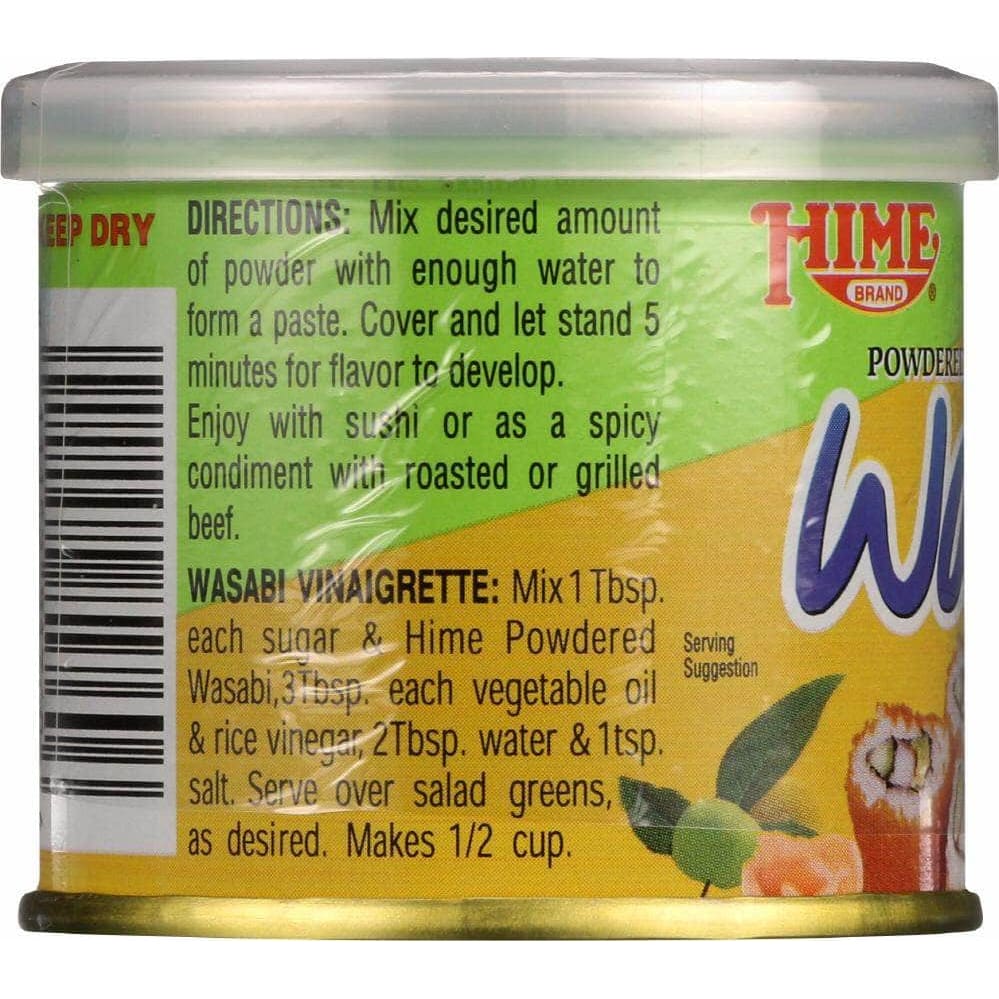 KEEP DRY
DIRECTIONS: Mix desired amount
of powder with enough water to
form a paste. Cover and let stand 5
minutes for flavor to develop.
Enjoy with sushi or as a spicy
condiment with roasted or grilled
beef.
WASABI VINAIGRETTE: Mix 1 Tbsp.
each sugar & Hime Powdered
Wasabi, 3Tbsp. each vegetable oil
& rice vinegar, 2Tbsp. water & 1tsp.
salt. Serve over salad greens,
as desired. Makes 1/2 cup.
HIME
BRAND ®
POWDERED
Wa
Serving
Suggestion